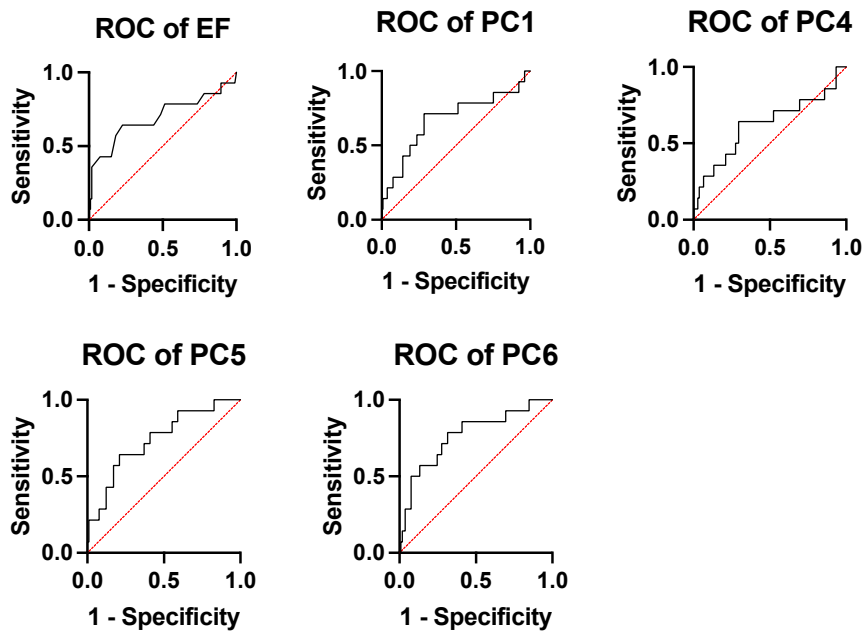 ROC of EF
1.0
0.5
0.0
0.0 0.5 1.0
Sensitivity
1 - Specificity
ROC of PC1
1.0
0.5
0.0
0.0 0.5 1.0
Sensitivity
1 - Specificity
ROC of PC4
1.0
0.5
0.0
0.0 0.5 1.0
Sensitivity
1 - Specificity
ROC of PC5
1.0
0.5
0.0
0.0 0.5 1.0
Sensitivity
1 - Specificity
ROC of PC6
1.0
0.5
0.0
0.0 0.5 1.0
Sensitivity
1 - Specificity